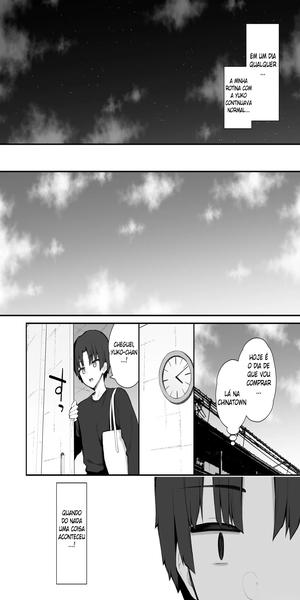 EM UM DIA
QUALQUER
...
A MINHA
ROTINA COM
A YUKO
CONTINUAVA
NORMAL...
HOJE É
O DIA
DE QUE
VOU
COMPRAR
...
LÁ NA
CHINATOWN
CHEGUEI,
YUKO-CHAN
...!
QUANDO
DO NADA
UMA COISA
ACONTECEU
...!